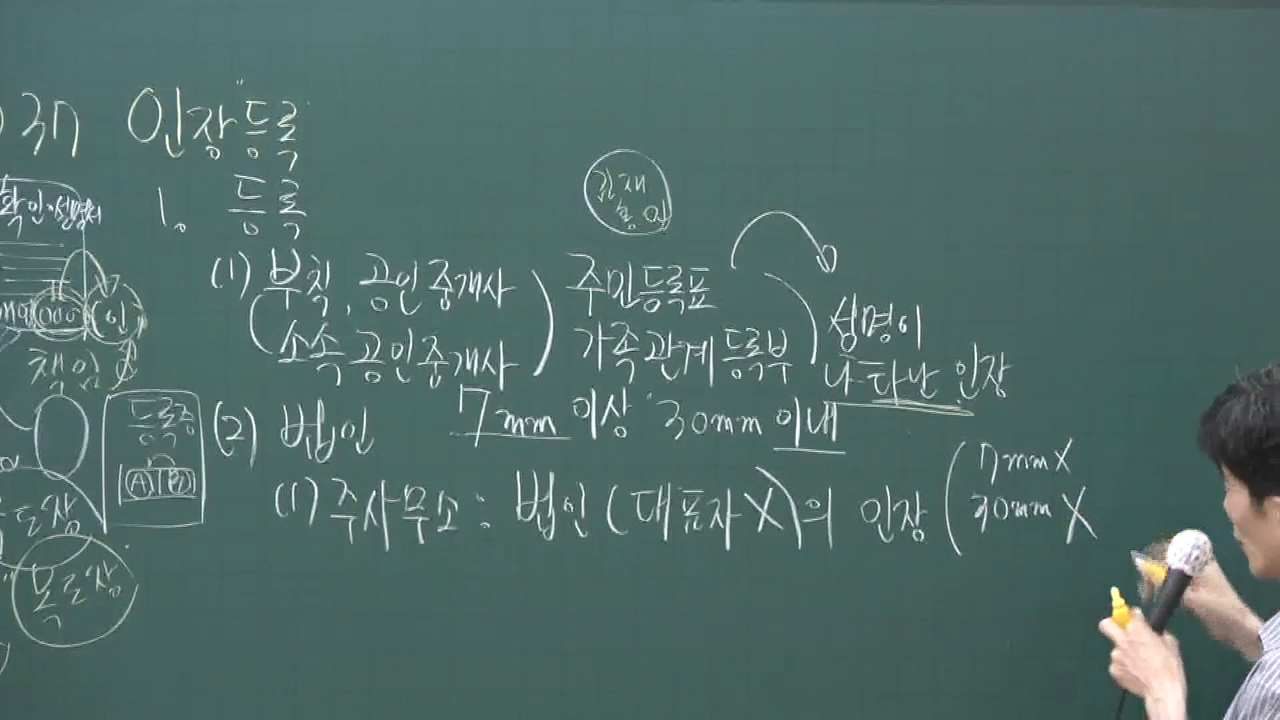 인장 "등록"
1. 등록
(1) 부칙, 공인중개사
소속공인중개사
주민등록표
가족관계등록부
성명이
나타난 인장
7mm 이상 30mm 이내
(2) 법인
(1) 주사무소 : 법인 (대표자X)의 인장
7mm X
30mm X
확인·설명서
(인)
책임
등록증
(A)
목도장